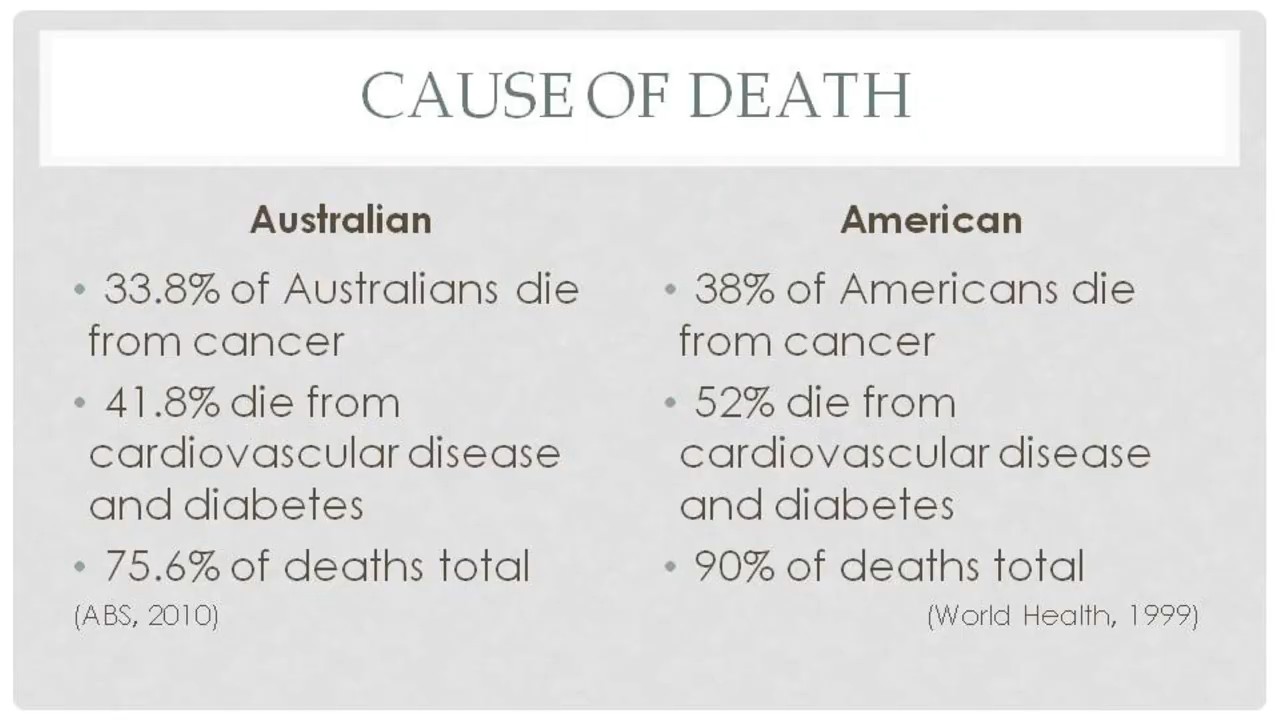 CAUSE OF DEATH
Australian
• 33.8% of Australians die
from cancer
• 41.8% die from
cardiovascular disease
and diabetes
• 75.6% of deaths total
(ABS, 2010)
American
• 38% of Americans die
from cancer
• 52% die from
cardiovascular disease
and diabetes
• 90% of deaths total
(World Health, 1999)